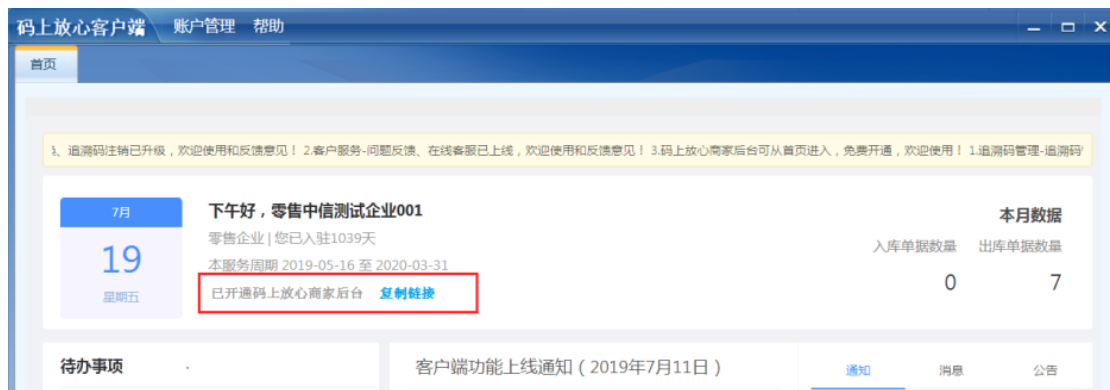 码上放心客户端 账户管理 帮助
首页
、追溯码注销已升级，欢迎使用和反馈意见！ 2.客户服务-问题反馈、在线客服已上线，欢迎使用和反馈意见！ 3.码上放心商家后台可从首页进入，免费开通，欢迎使用！ 1.追溯码管理-追溯码
7月
19
星期五
下午好，零售中信测试企业001
零售企业 | 您已入驻1039天
本服务周期 2019-05-16 至 2020-03-31
已开通码上放心商家后台 复制链接
本月数据
入库单据数量 出库单据数量
0 7
待办事项
客户端功能上线通知（2019年7月11日）
通知 消息 公告